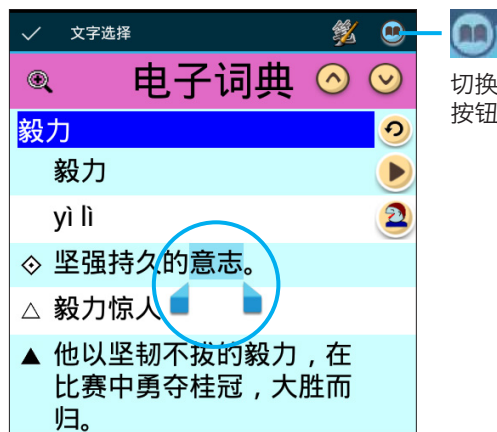 文字选择
切换
按钮
电子词典
毅力
毅力
yì lì
坚强持久的意志。
毅力惊人
他以坚韧不拔的毅力，在
比赛中勇夺桂冠，大胜而
归。